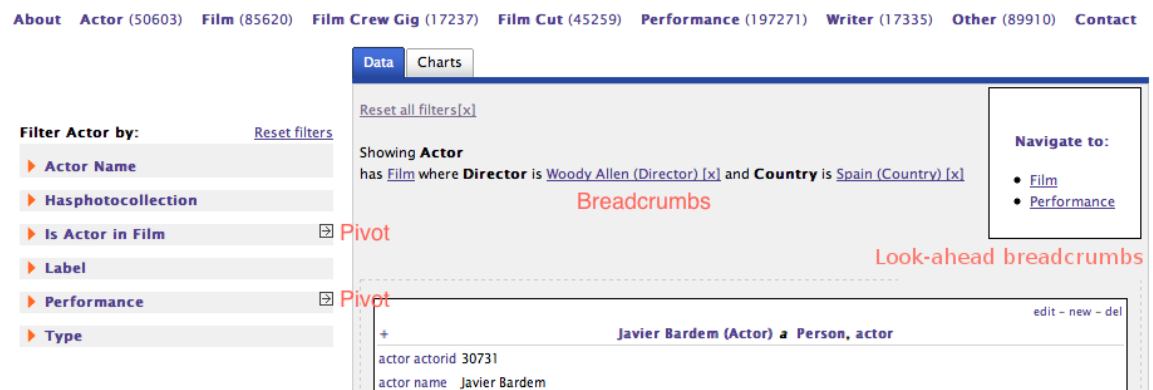 About Actor (50603) Film (85620) Film Crew Gig (17237) Film Cut (45259) Performance (197271) Writer (17335) Other (89910) Contact
Data Charts
Reset all filters[x]
Filter Actor by: Reset filters
Actor Name
Hasphotocollection
Is Actor in Film
Pivot
Label
Performance
Pivot
Type
Showing Actor
has Film where Director is Woody Allen (Director) [x] and Country is Spain (Country) [x]
Breadcrumbs
Navigate to:
Film
Performance
Look-ahead breadcrumbs
edit – new – del
+ Javier Bardem (Actor) a Person, actor
actor actorid 30731
actor name Javier Bardem